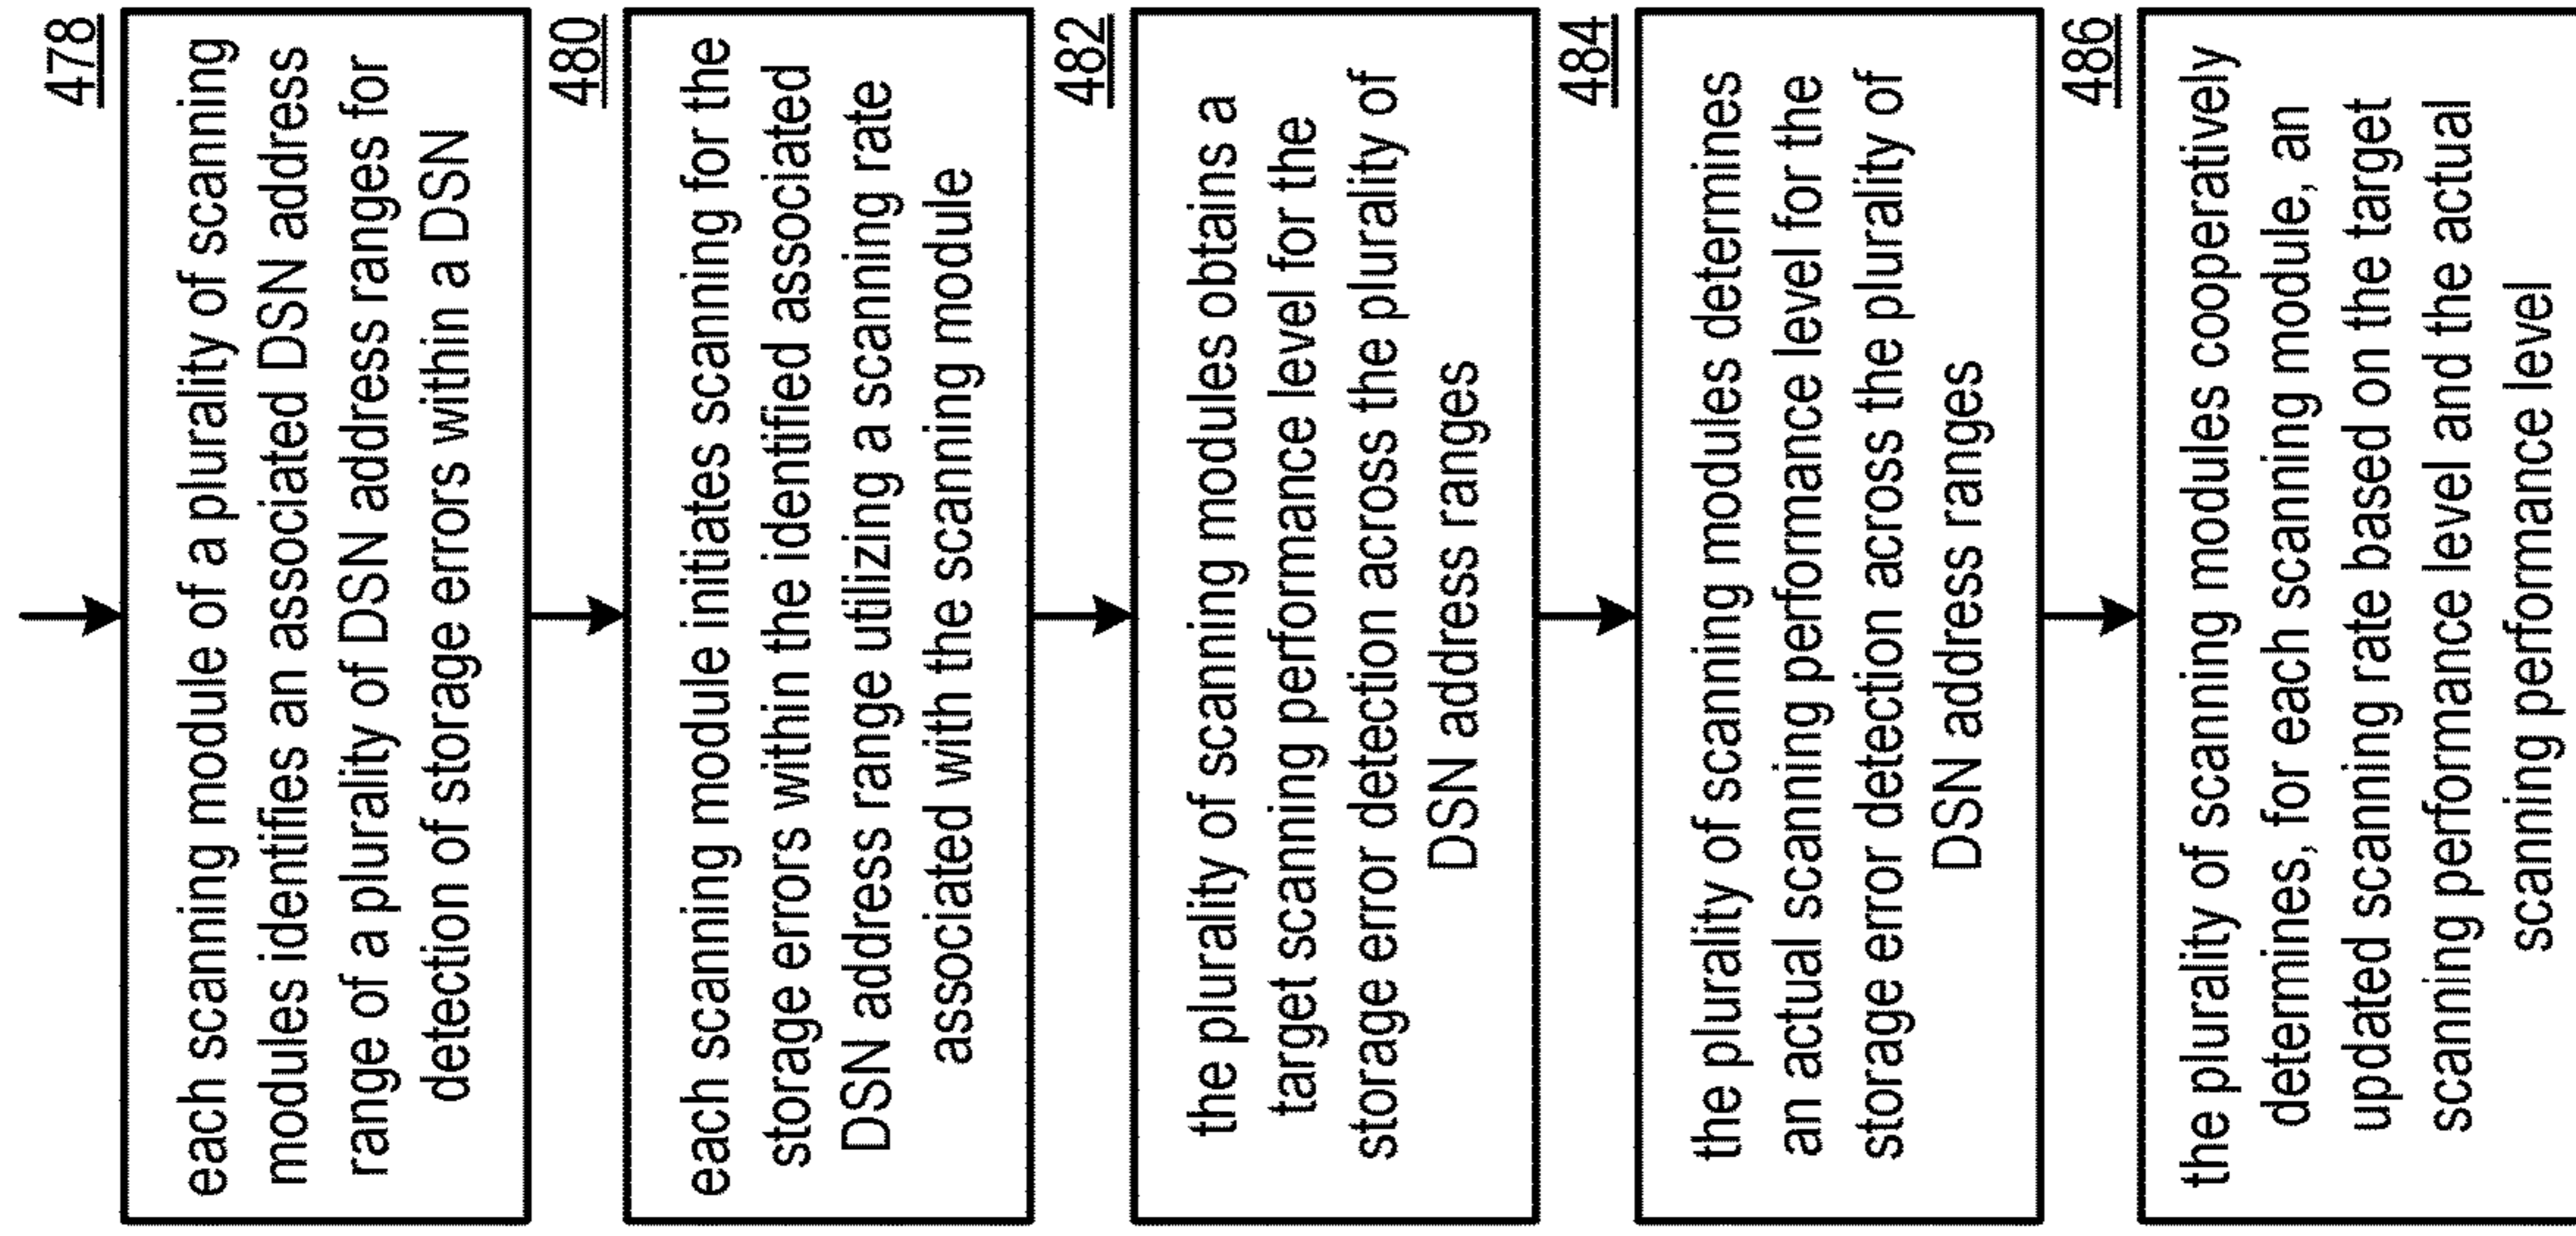 478
each scanning module of a plurality of scanning
modules identifies an associated DSN address
range of a plurality of DSN address ranges for
detection of storage errors within a DSN
480
each scanning module initiates scanning for the
storage errors within the identified associated
DSN address range utilizing a scanning rate
associated with the scanning module
482
the plurality of scanning modules obtains a
target scanning performance level for the
storage error detection across the plurality of
DSN address ranges
484
the plurality of scanning modules determines
an actual scanning performance level for the
storage error detection across the plurality of
DSN address ranges
486
the plurality of scanning modules cooperatively
determines, for each scanning module, an
updated scanning rate based on the target
scanning performance level and the actual
scanning performance level